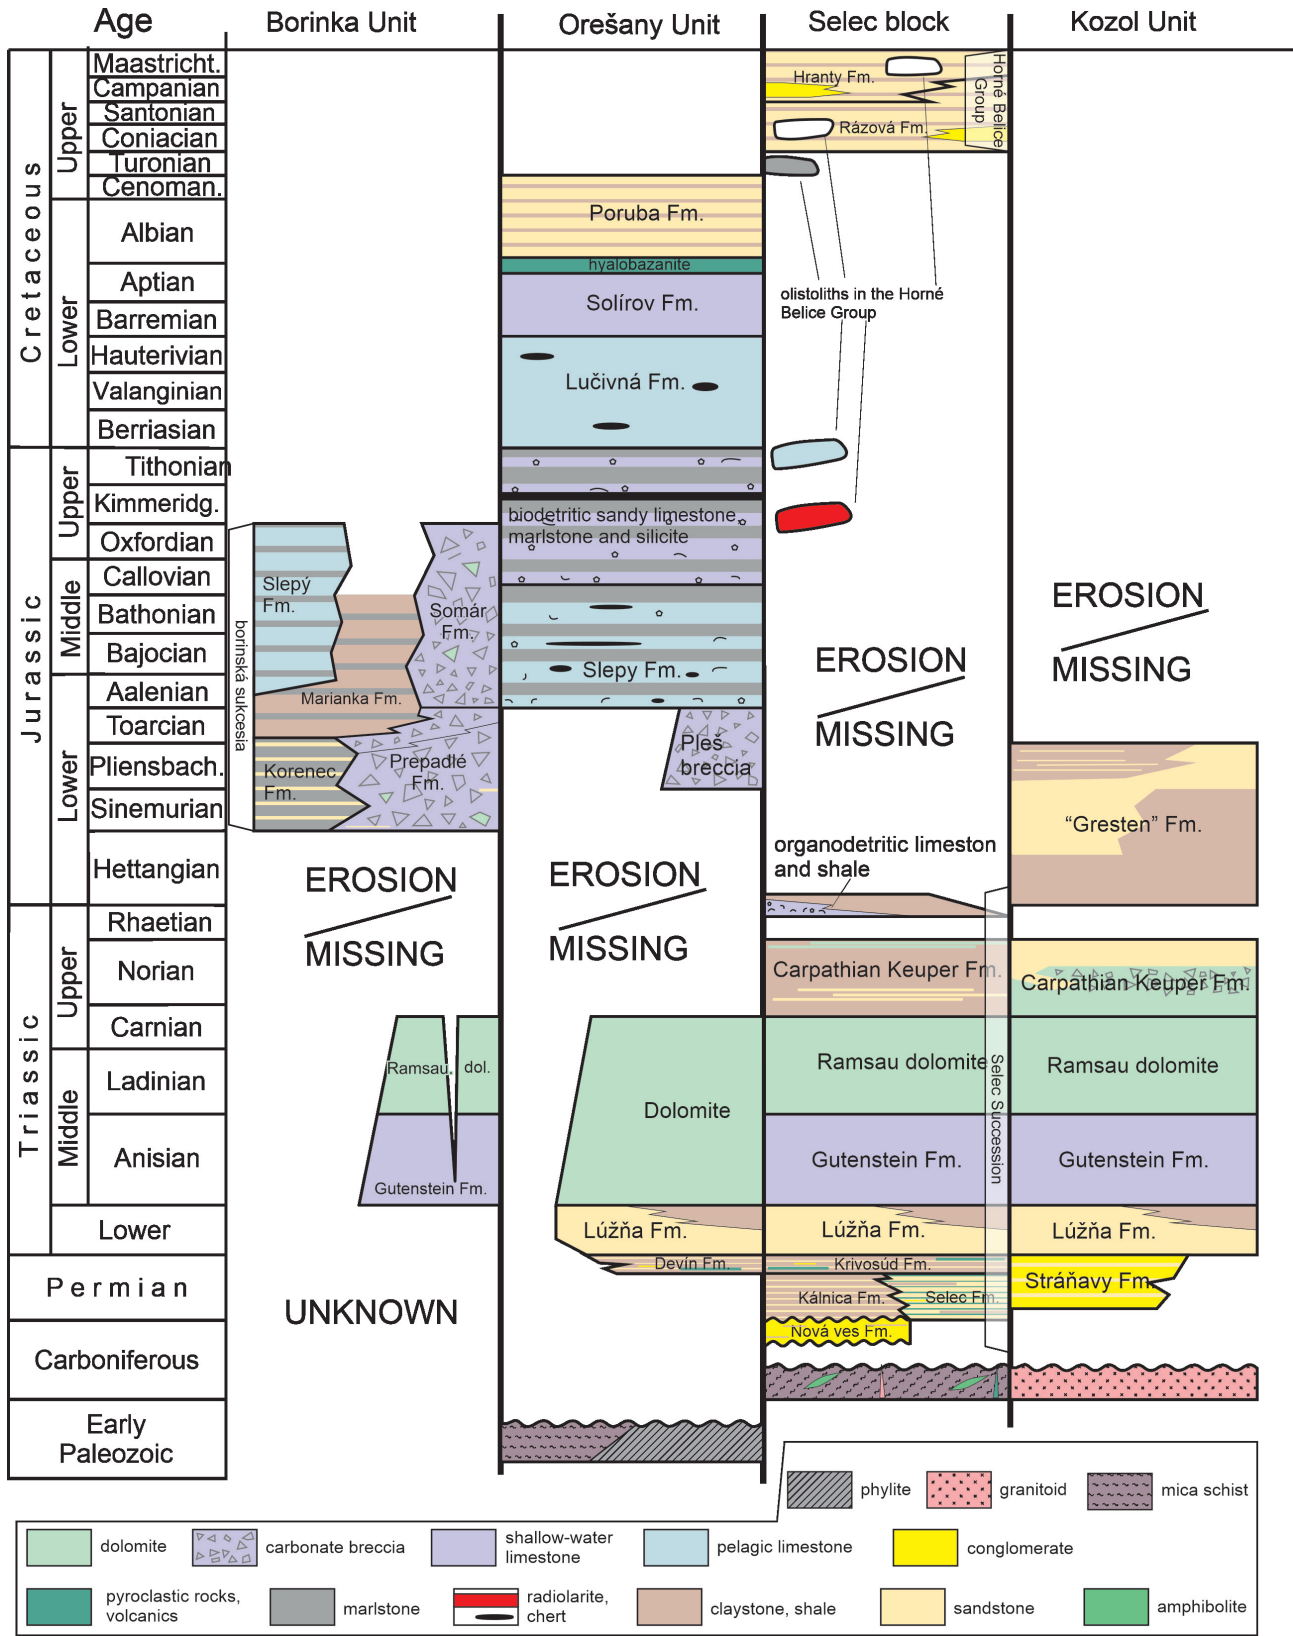 Age
Borinka Unit
Orešany Unit
Selec block
Kozol Unit
Cretaceous
Upper
Maastricht.
Campanian
Santonian
Coniacian
Turonian
Cenoman.
Lower
Albian
Aptian
Barremian
Hauterivian
Valanginian
Berriasian
Jurassic
Upper
Tithonian
Kimmeridg.
Oxfordian
Middle
Callovian
Bathonian
Bajocian
Lower
Aalenian
Toarcian
Pliensbach.
Sinemurian
Hettangian
Triassic
Upper
Rhaetian
Norian
Carnian
Middle
Ladinian
Anisian
Lower
Permian
Carboniferous
Early
Paleozoic
borinská sukcesia
Slepý
Fm.
Somár
Fm.
Marianka Fm.
Korenec
Fm.
Prepadlé
Fm.
EROSION
MISSING
Ramsau. dol.
Gutenstein Fm.
UNKNOWN
Poruba Fm.
hyalobazanite
Solírov Fm.
Lučivná Fm.
biodetritic sandy limestone,
marlstone and silicite
Slepy Fm.
Pleš
breccia
EROSION
MISSING
Dolomite
Lúžňa Fm.
Devín Fm.
Hranty Fm.
Rázová Fm.
Horné Belice
Group
olistoliths in the Horné
Belice Group
EROSION
MISSING
organodetritic limeston
and shale
Carpathian Keuper Fm.
Ramsau dolomite
Gutenstein Fm.
Lúžňa Fm.
Krivosúd Fm.
Kálnica Fm.
Selec Fm.
Nová ves Fm.
Selec Succession
EROSION
MISSING
“Gresten” Fm.
Carpathian Keuper Fm.
Ramsau dolomite
Gutenstein Fm.
Lúžňa Fm.
Stráňavy Fm.
phylite
granitoid
mica schist
dolomite
carbonate breccia
shallow-water
limestone
pelagic limestone
conglomerate
pyroclastic rocks,
volcanics
marlstone
radiolarite,
chert
claystone, shale
sandstone
amphibolite